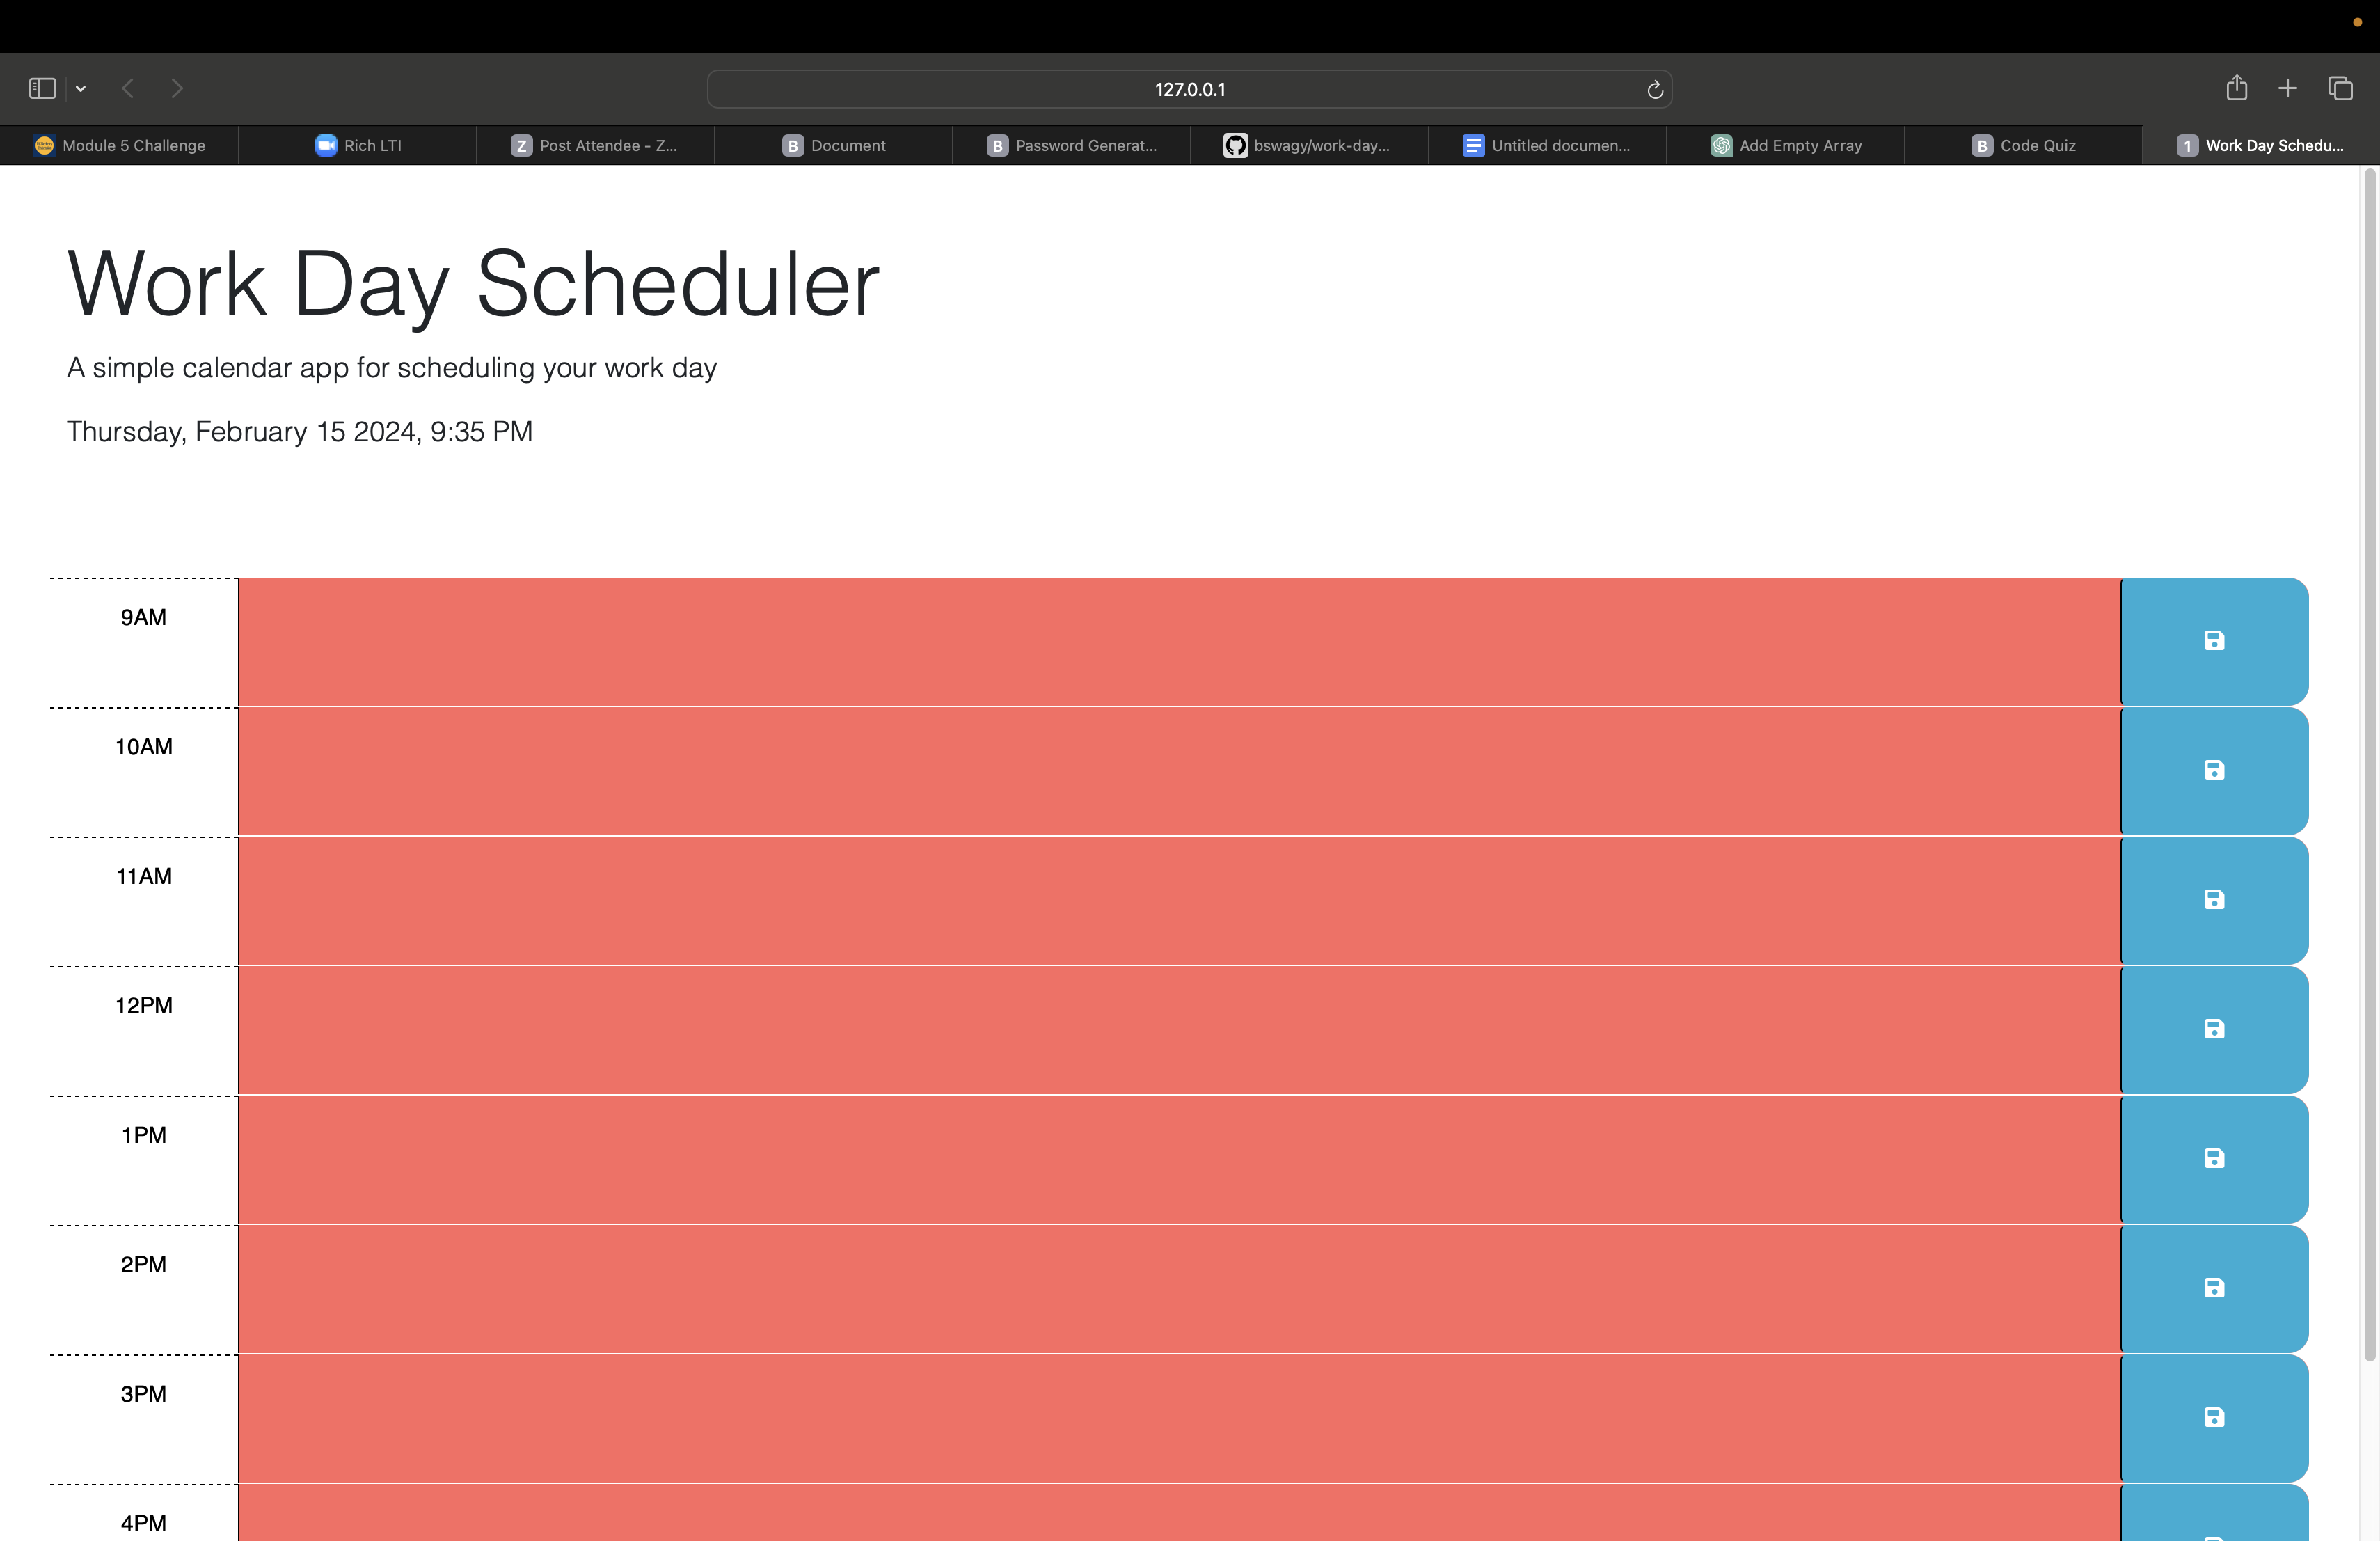 127.0.0.1
Module 5 Challenge
Rich LTI
Z Post Attendee - Z...
B Document
B Password Generat...
bswagy/work-day...
Untitled documen...
Add Empty Array
B Code Quiz
1 Work Day Schedu...
Work Day Scheduler
A simple calendar app for scheduling your work day
Thursday, February 15 2024, 9:35 PM
9AM
10AM
11AM
12PM
1PM
2PM
3PM
4PM